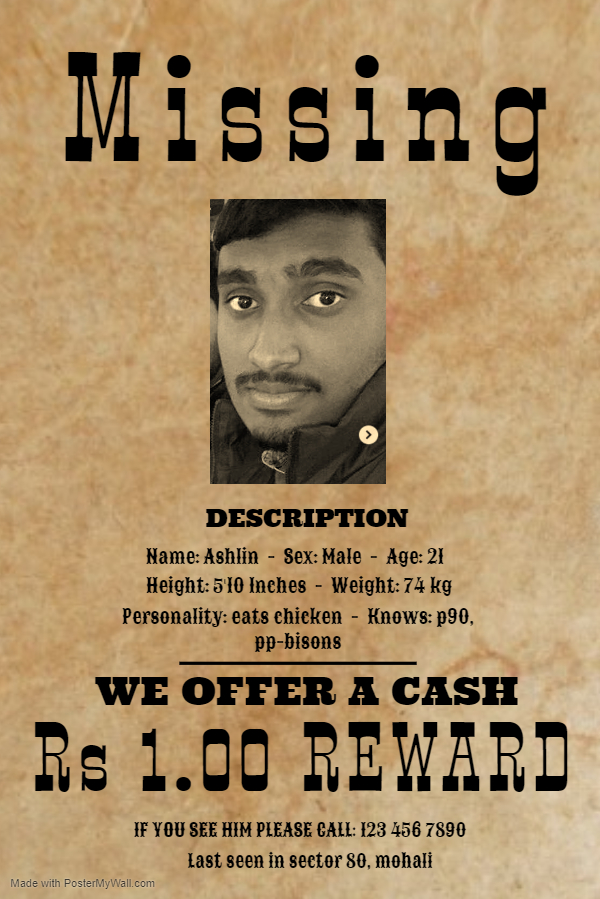 Missing
DESCRIPTION
Name: Ashlin - Sex: Male - Age: 21
Height: 5'10 Inches - Weight: 74 kg
Personality: eats chicken - Knows: p90,
pp-bisons
WE OFFER A CASH
Rs 1.00 REWARD
IF YOU SEE HIM PLEASE CALL: 123 456 7890
Last seen in sector 80, mohali
Made with PosterMyWall.com